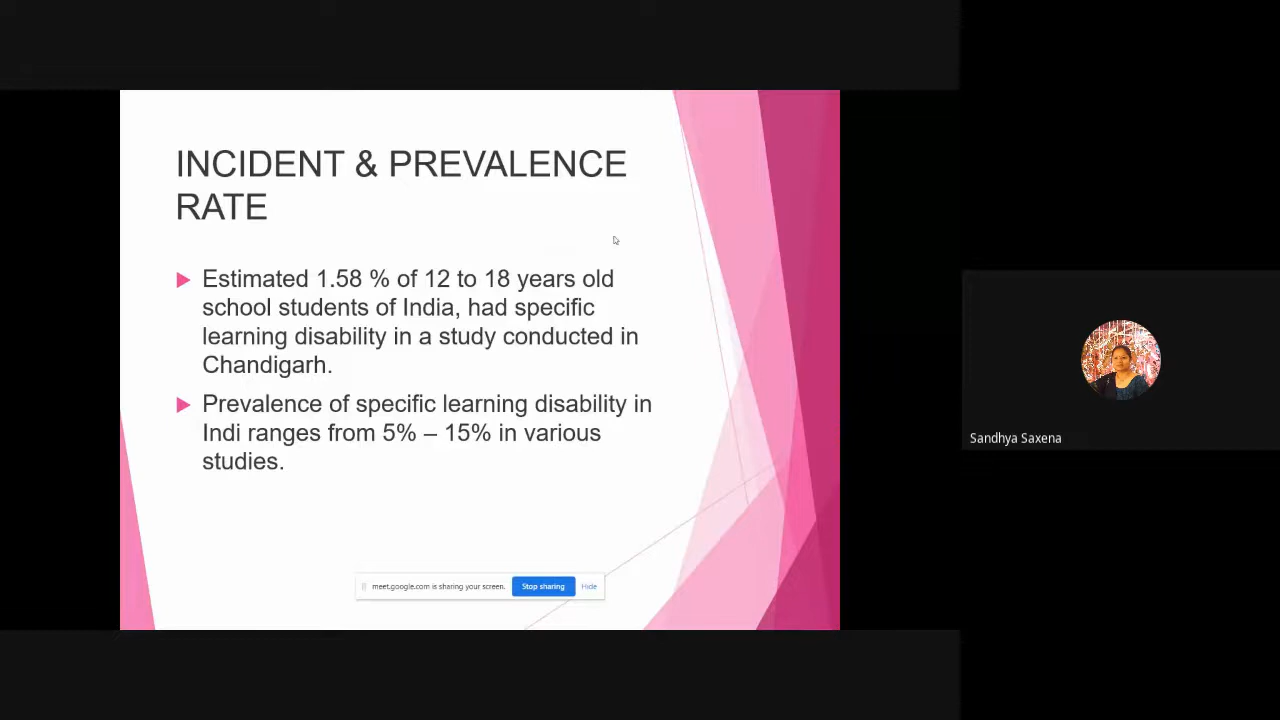 INCIDENT & PREVALENCE
RATE
Estimated 1.58 % of 12 to 18 years old
school students of India, had specific
learning disability in a study conducted in
Chandigarh.
Prevalence of specific learning disability in
Indi ranges from 5% – 15% in various
studies.
meet.google.com is sharing your screen. Stop sharing Hide
Sandhya Saxena